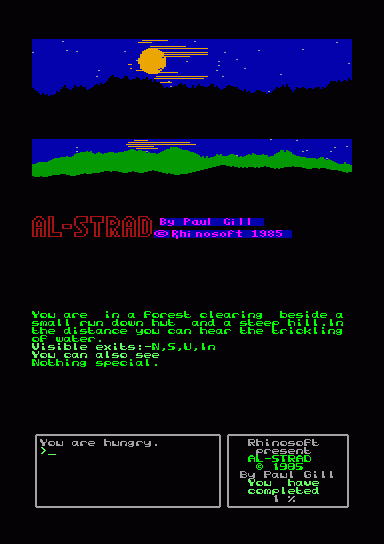 AL-STRAD
By Paul Gill
© Rhinosoft 1985
You are  in a forest clearing  beside a
small run down hut  and a steep hill.In
the distance you can hear the trickling
of water.
Visible exits:-N,S,U,In
You can also see
Nothing special.
You are hungry.
>_
Rhinosoft
present
AL-STRAD
© 1985
By Paul Gill
You  have
completed
1 %